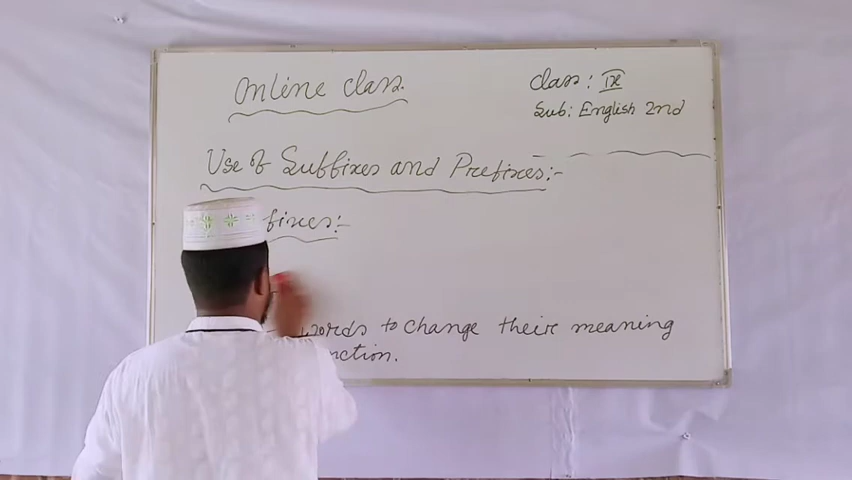 Online class.
Class: IX
Sub: English 2nd
Use of Suffixes and Prefixes:-
fixes:-
words to change their meaning
nction.